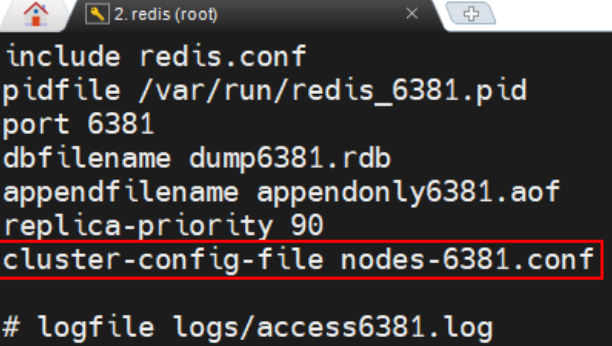 2. redis (root)
include redis.conf
pidfile /var/run/redis_6381.pid
port 6381
dbfilename dump6381.rdb
appendfilename appendonly6381.aof
replica-priority 90
cluster-config-file nodes-6381.conf
# logfile logs/access6381.log